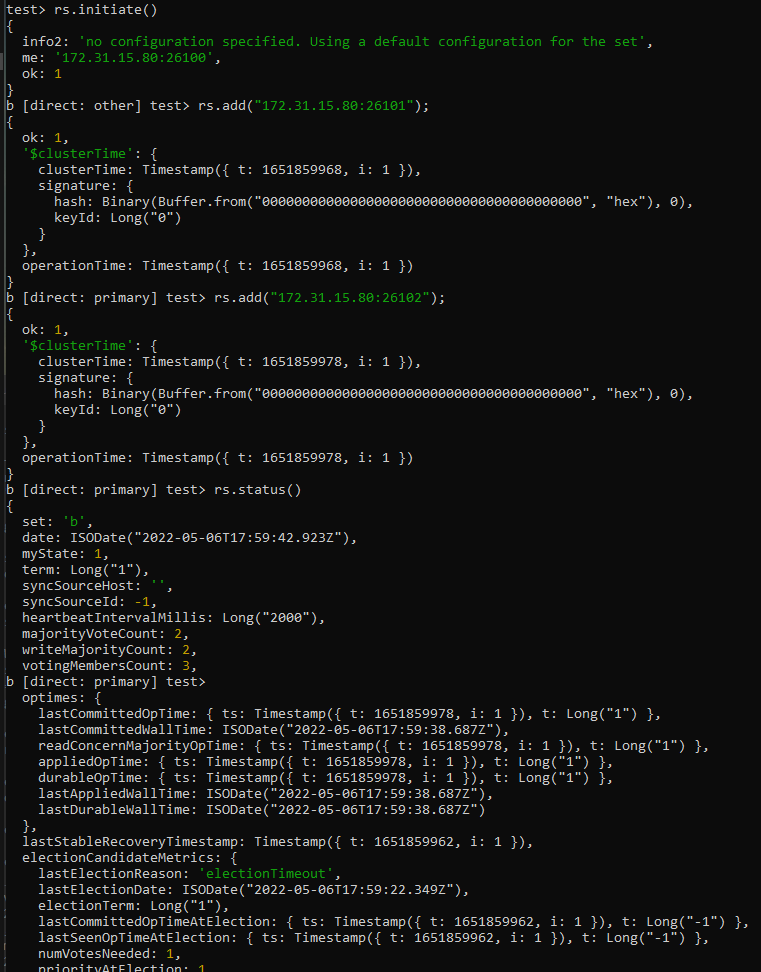 test> rs.initiate()
{
  info2: 'no configuration specified. Using a default configuration for the set',
  me: '172.31.15.80:26100',
  ok: 1
}
b [direct: other] test> rs.add("172.31.15.80:26101");
{
  ok: 1,
  '$clusterTime': {
    clusterTime: Timestamp({ t: 1651859968, i: 1 }),
    signature: {
      hash: Binary(Buffer.from("0000000000000000000000000000000000000000", "hex"), 0),
      keyId: Long("0")
    }
  },
  operationTime: Timestamp({ t: 1651859968, i: 1 })
}
b [direct: primary] test> rs.add("172.31.15.80:26102");
{
  ok: 1,
  '$clusterTime': {
    clusterTime: Timestamp({ t: 1651859978, i: 1 }),
    signature: {
      hash: Binary(Buffer.from("0000000000000000000000000000000000000000", "hex"), 0),
      keyId: Long("0")
    }
  },
  operationTime: Timestamp({ t: 1651859978, i: 1 })
}
b [direct: primary] test> rs.status()
{
  set: 'b',
  date: ISODate("2022-05-06T17:59:42.923Z"),
  myState: 1,
  term: Long("1"),
  syncSourceHost: '',
  syncSourceId: -1,
  heartbeatIntervalMillis: Long("2000"),
  majorityVoteCount: 2,
  writeMajorityCount: 2,
  votingMembersCount: 3,
b [direct: primary] test>
  optimes: {
    lastCommittedOpTime: { ts: Timestamp({ t: 1651859978, i: 1 }), t: Long("1") },
    lastCommittedWallTime: ISODate("2022-05-06T17:59:38.687Z"),
    readConcernMajorityOpTime: { ts: Timestamp({ t: 1651859978, i: 1 }), t: Long("1") },
    appliedOpTime: { ts: Timestamp({ t: 1651859978, i: 1 }), t: Long("1") },
    durableOpTime: { ts: Timestamp({ t: 1651859978, i: 1 }), t: Long("1") },
    lastAppliedWallTime: ISODate("2022-05-06T17:59:38.687Z"),
    lastDurableWallTime: ISODate("2022-05-06T17:59:38.687Z")
  },
  lastStableRecoveryTimestamp: Timestamp({ t: 1651859962, i: 1 }),
  electionCandidateMetrics: {
    lastElectionReason: 'electionTimeout',
    lastElectionDate: ISODate("2022-05-06T17:59:22.349Z"),
    electionTerm: Long("1"),
    lastCommittedOpTimeAtElection: { ts: Timestamp({ t: 1651859962, i: 1 }), t: Long("-1") },
    lastSeenOpTimeAtElection: { ts: Timestamp({ t: 1651859962, i: 1 }), t: Long("-1") },
    numVotesNeeded: 1,
    priorityAtElection: 1